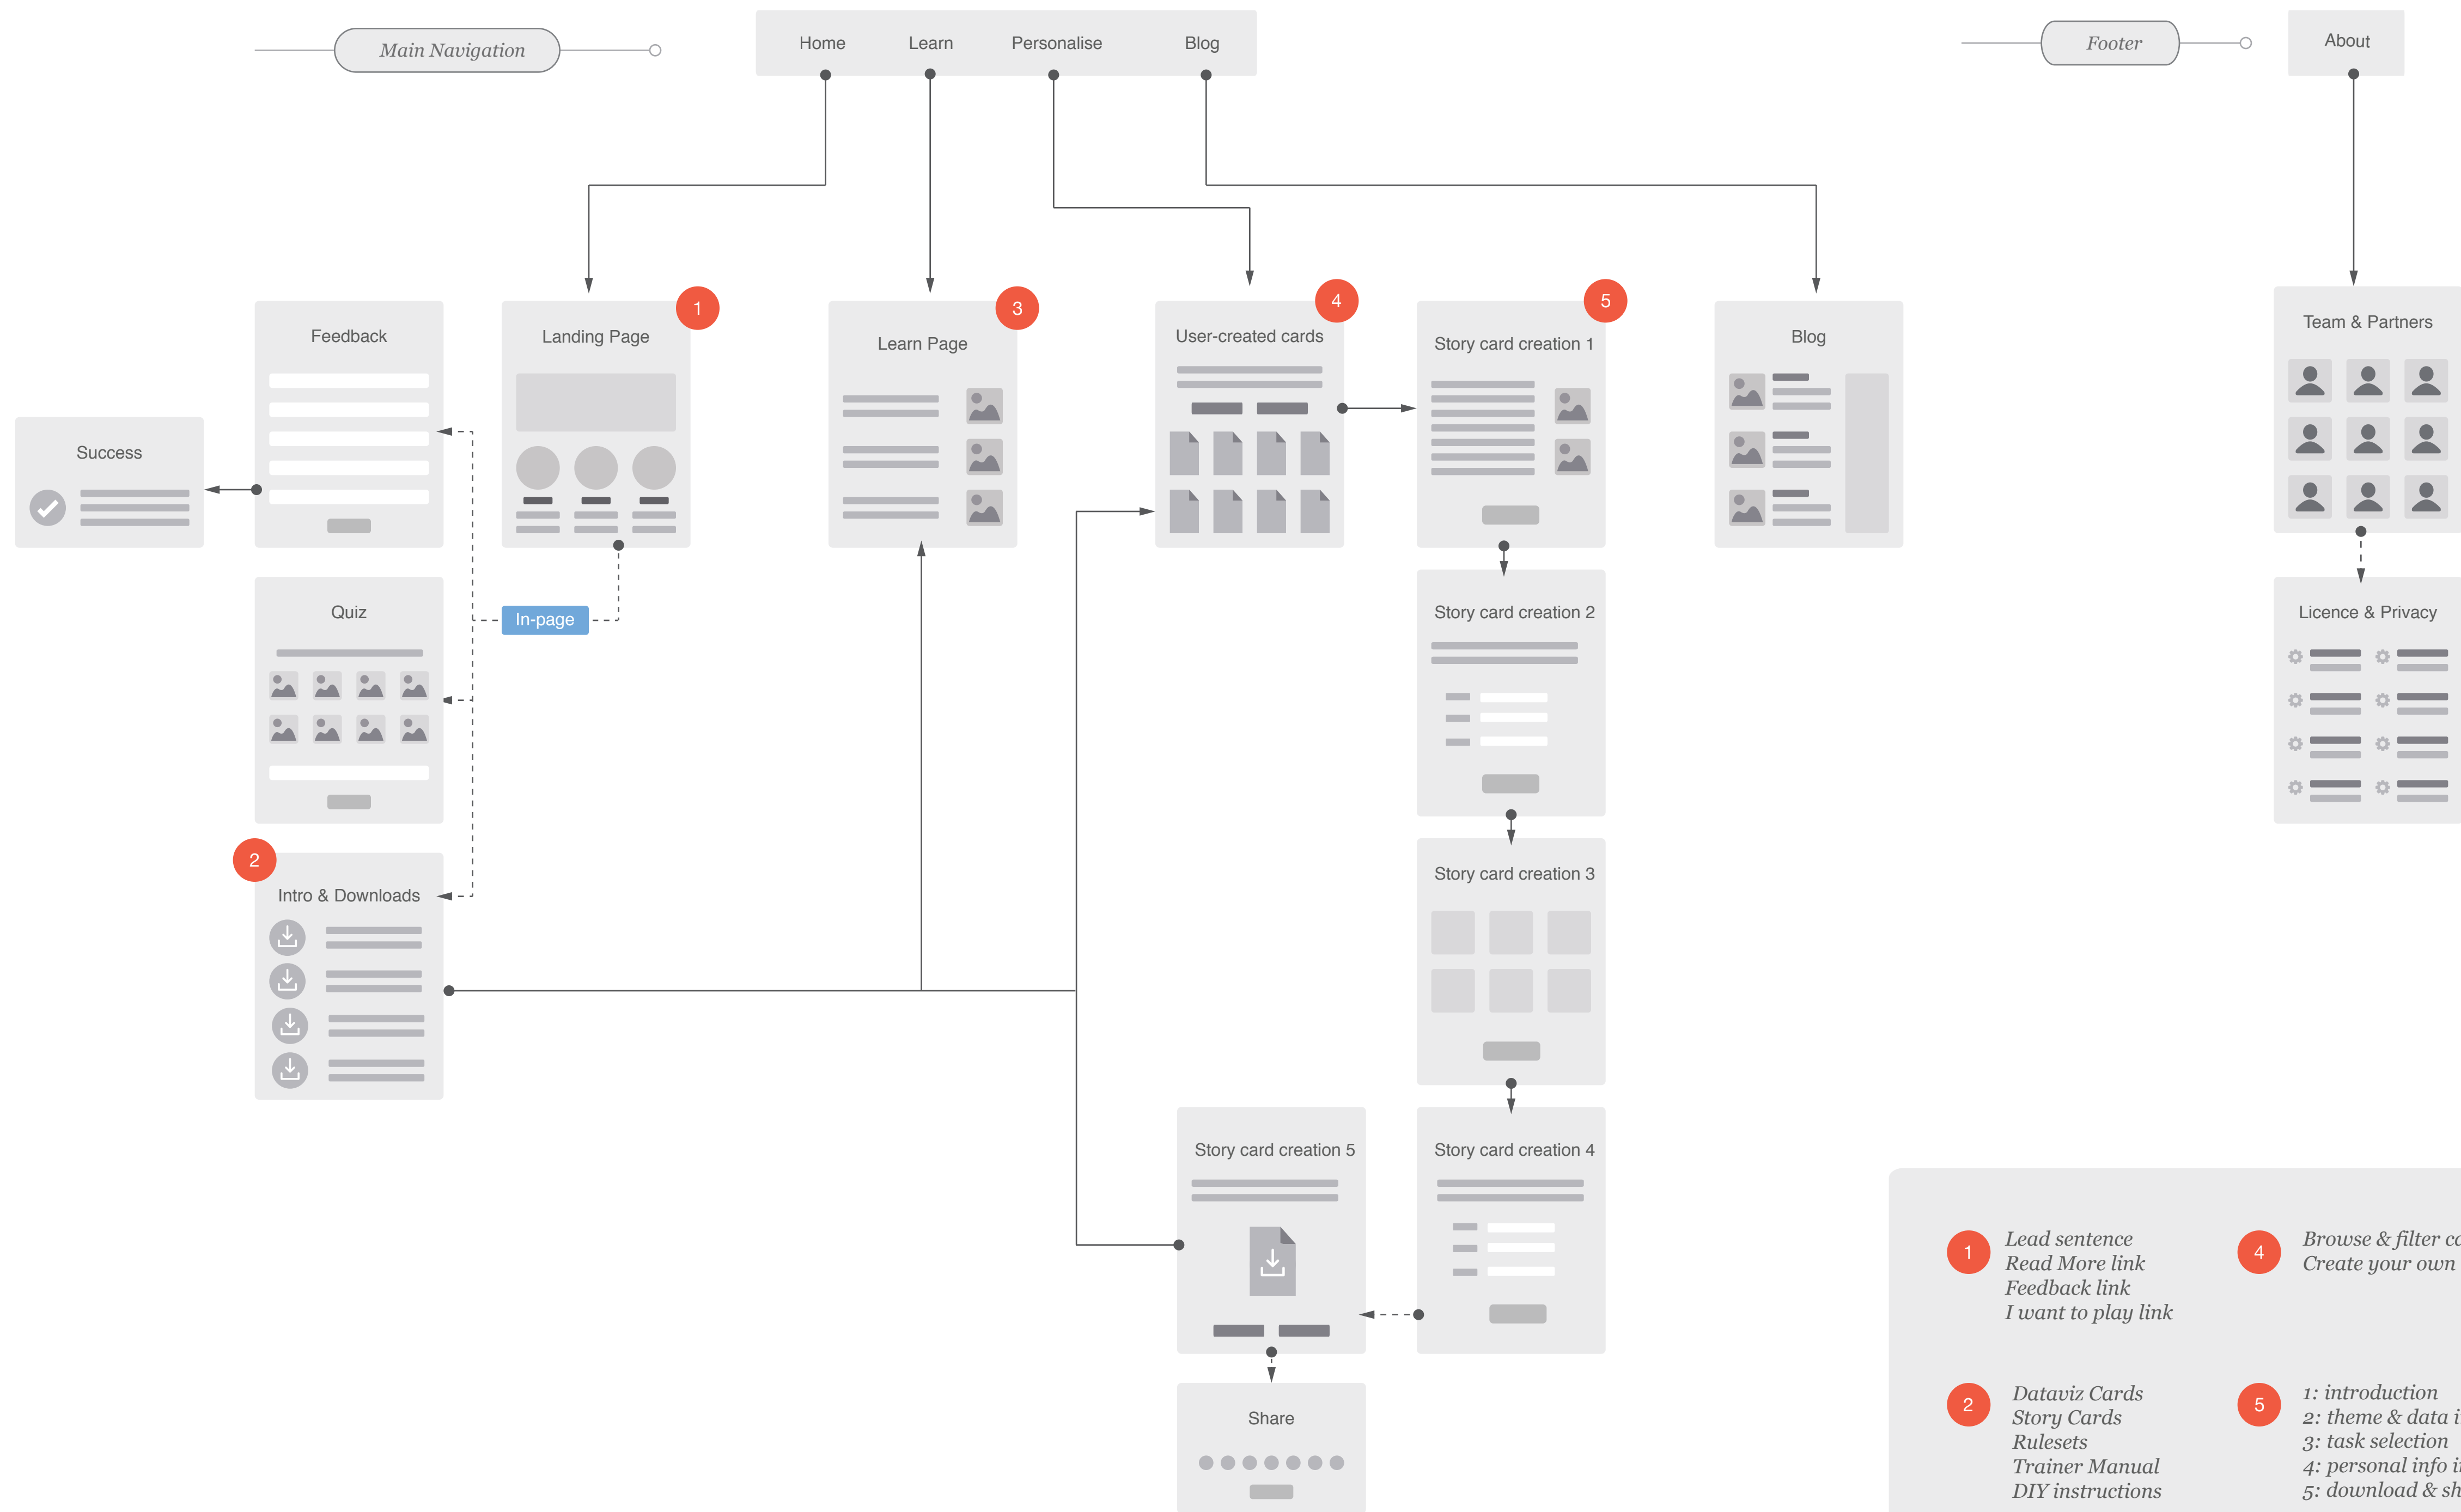 Main Navigation
Home Learn Personalise Blog
Footer
About
1
3
4
5
Feedback
Landing Page
Learn Page
User-created cards
Story card creation 1
Blog
Team & Partners
Success
Quiz
In-page
Story card creation 2
Licence & Privacy
2
Intro & Downloads
Story card creation 3
Story card creation 5
Story card creation 4
Share
1
Lead sentence
Read More link
Feedback link
I want to play link
4
Browse & filter
Create your own
2
Dataviz Cards
Story Cards
Rulesets
Trainer Manual
DIY instructions
5
1: introduction
2: theme & data
3: task selection
4: personal info
5: download &